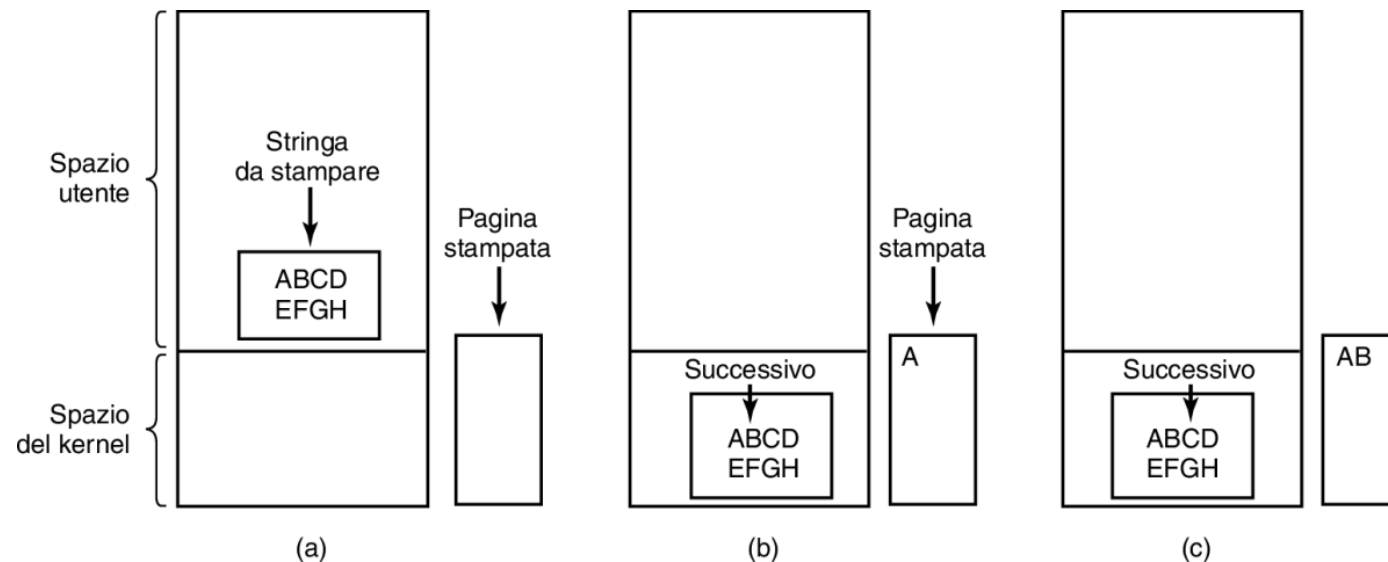 Spazio
utente
Stringa
da stampare
ABCD
EFGH
Pagina
stampata
Spazio
del kernel
(a)
Pagina
stampata
A
Successivo
ABCD
EFGH
(b)
AB
Successivo
ABCD
EFGH
(c)